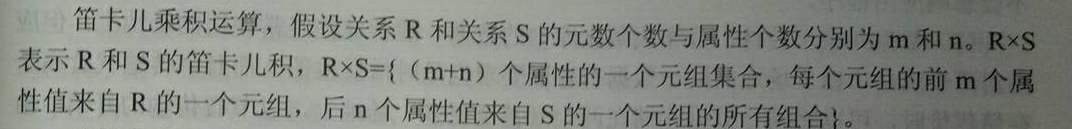 笛卡儿乘积运算，假设关系 R 和关系 S 的元数个数与属性个数分别为 m 和 n。R×S
表示 R 和 S 的笛卡儿积，R×S={（m+n）个属性的一个元组集合，每个元组的前 m 个属
性值来自 R 的一个元组，后 n 个属性值来自 S 的一个元组的所有组合}。